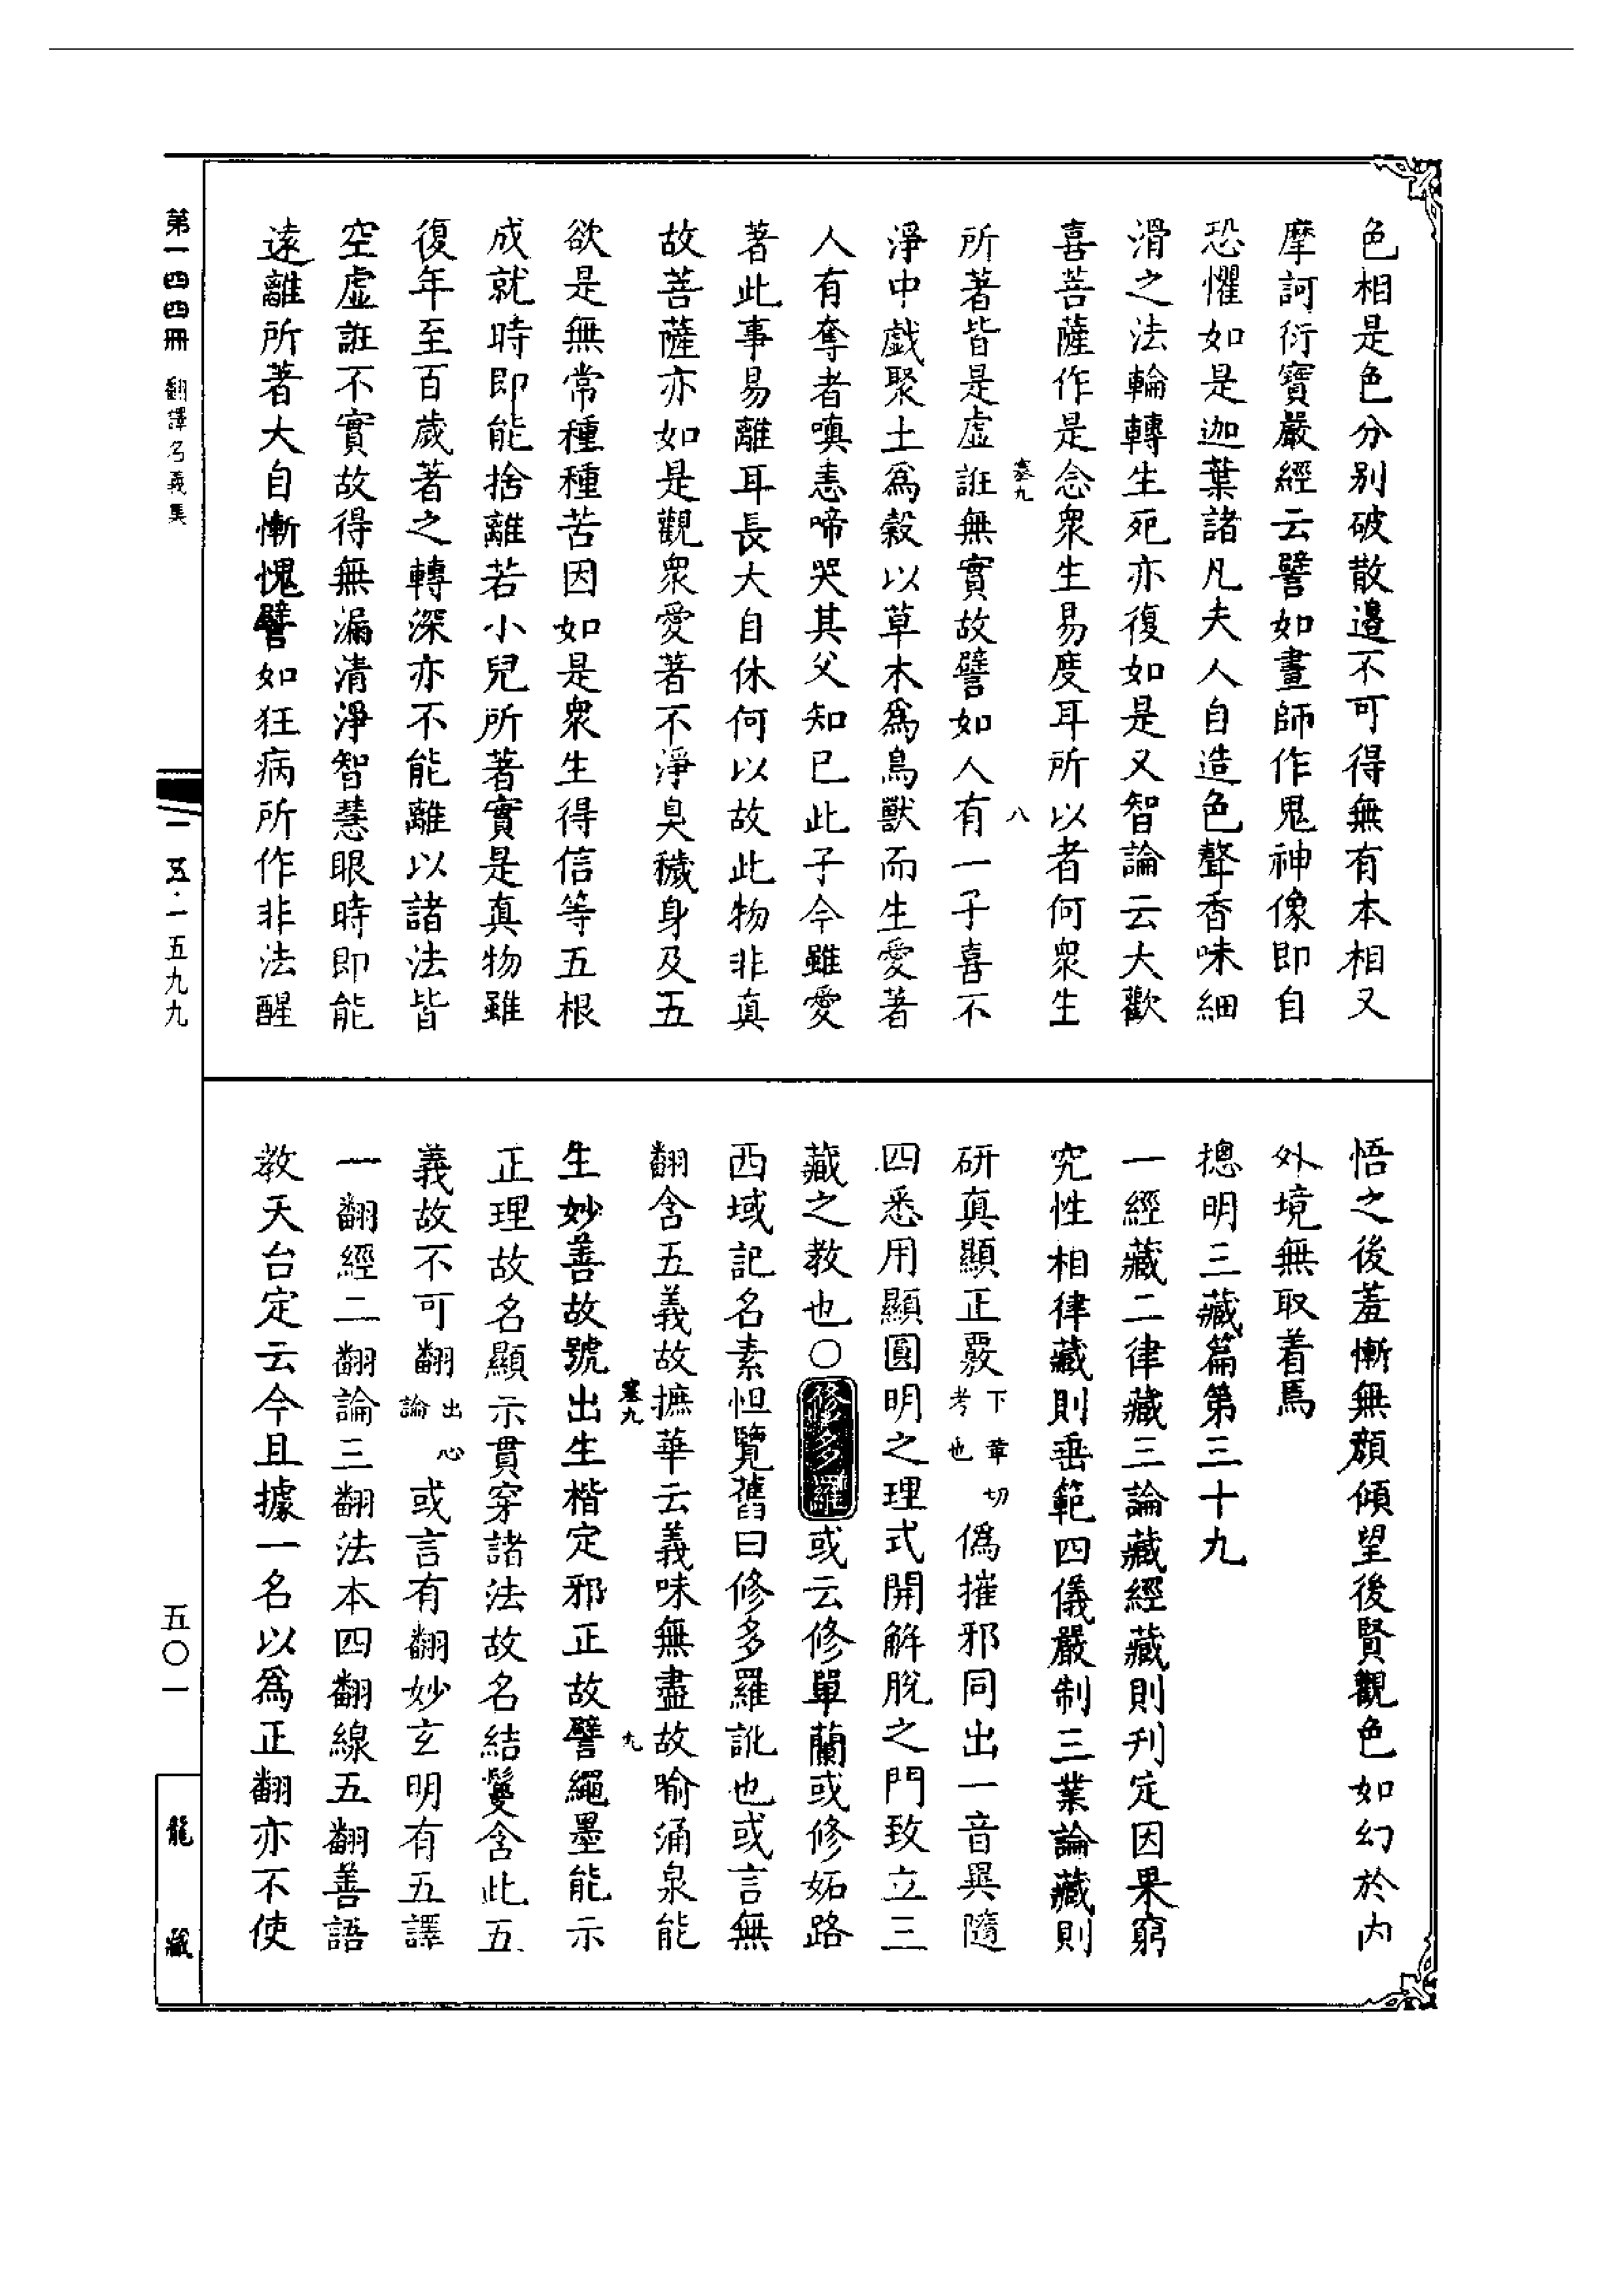 色相是色分别破散邉不可得無有本相又
摩訶衍寶嚴經云譬如畫師作鬼神像即自
恐懼如是迦葉諸凡夫人自造色聲香味細
滑之法輪轉生死亦復如是又智論云大歡
喜菩薩作是念衆生易度耳所以者何衆生
所著皆是虛誑無實故譬如人有一子喜不
淨中戲聚土爲穀以草木爲鳥獸而生愛著
人有奪者嗔恚啼哭其父知已此子今雖愛
著此事易離耳長大自休何以故此物非真
故菩薩亦如是觀衆愛著不淨臭穢身及五
欲是無常種種苦因如是衆生得信等五根
成就時即能捨離若小兒所著實是真物雖
復年至百歲著之轉深亦不能離以諸法皆
空虛誑不實故得無漏清淨智慧眼時即能
遠離所著大自慚愧譬如狂病所作非法醒
八
悟之後羞慚無顏傾望後賢觀色如幻於内
外境無取着焉
摠明三藏篇第三十九
一經藏二律藏三論藏經藏則刋定因果窮
究性相律藏則垂範四儀嚴制三業論藏則
研真顯正覈下革切考也僞摧邪同出一音異隨
四悉用顯圓明之理式開解脫之門致立三
藏之教也○修多羅或云修單蘭或修妬路
西域記名素怛覽舊曰修多羅訛也或言無
翻含五義故摭華云義味無盡故喻涌泉能
生妙善故號出生楷定邪正故譬繩墨能示
正理故名顯示貫穿諸法故名結鬘含此五
義故不可翻出心論或言有翻妙玄明有五譯
一翻經二翻論三翻法本四翻線五翻善語
教天台定云今且據一名以爲正翻亦不使
九
第一四四冊 翻譯名義集
一五·一五九九
五〇一
龍藏